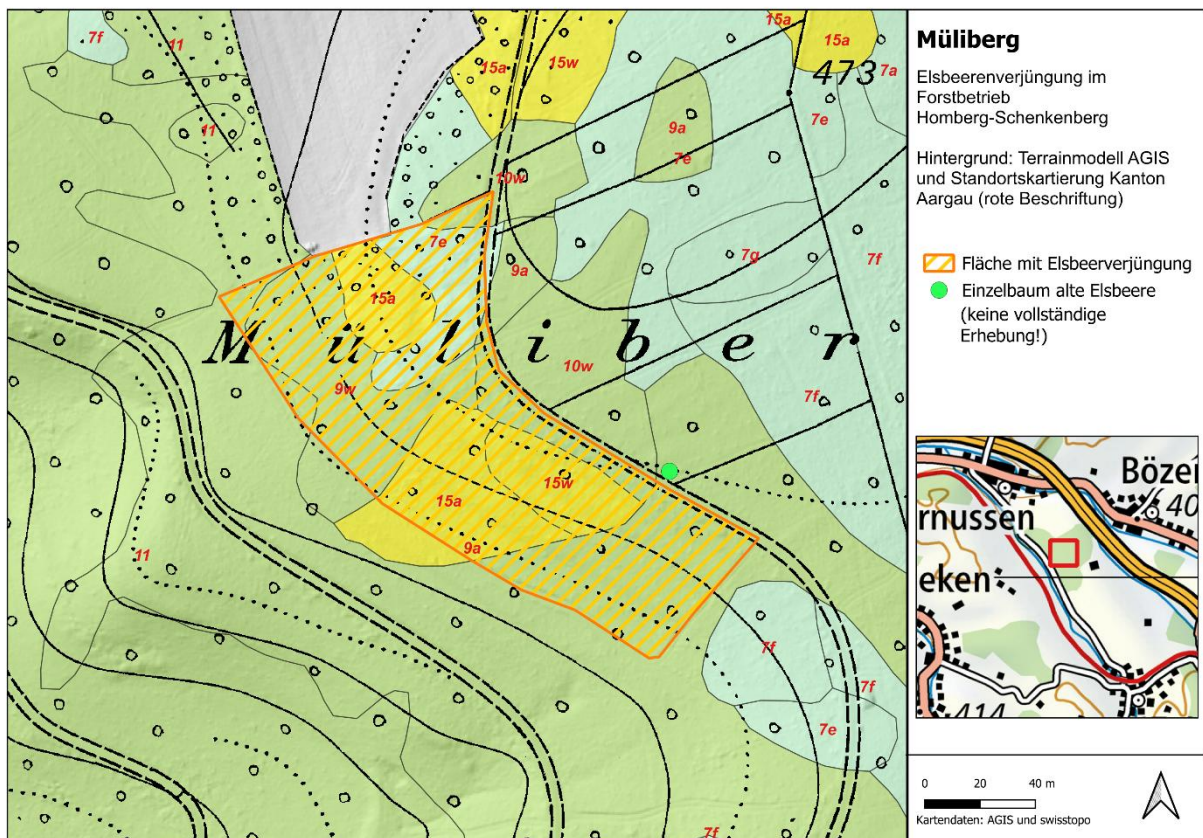 Müliberg
Elsbeerenverjüngung im
Forstbetrieb
Homberg-Schenkenberg
Hintergrund: Terrainmodell AGIS
und Standortskartierung Kanton
Aargau (rote Beschriftung)
Fläche mit Elsbeerverjüngung
Einzelbaum alte Elsbeere
(keine vollständige
Erhebung!)
Böze
rnussen
40
eken
414
0 20 40 m
Kartendaten: AGIS und swisstopo
7f
11
15a
15w
15a
15a
473
7a
11
9a
7e
7e
10w
7e
9a
7g
7f
15a
Müliber
9w
10w
7f
15a
15w
11
9a
7f
7f
7e
7f